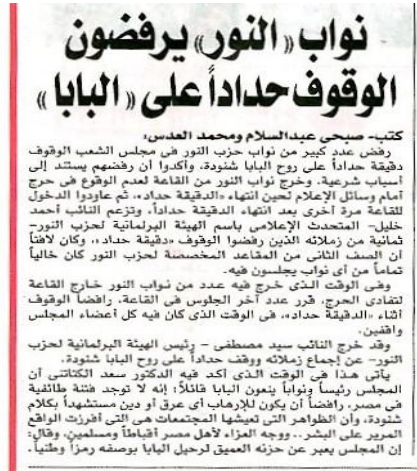 نواب «النور» يرفضون
الوقوف حداداً على «البابا»
كتب- صبحي عبدالسلام ومحمد العدس:
رفض عدد كبير من نواب حزب النور في مجلس الشعب الوقوف
دقيقة حداداً على روح البابا شنودة، وأكدوا أن رفضهم يستند إلى
أسباب شرعية. وخرج نواب النور من القاعة لعدم الوقوع في حرج
أمام وسائل الإعلام لحين انتهاء «الدقيقة حداد»، ثم عاودوا الدخول
للقاعة مرة أخرى بعد انتهاء الدقيقة حداداً، وتزعم النائب أحمد
خليل- المتحدث الإعلامي باسم الهيئة البرلمانية لحزب النور-
ثمانية من زملائه الذين رفضوا الوقوف «دقيقة حداد»، وكان لافتاً
أن الصف الثاني من المقاعد المخصصة لحزب النور كان خالياً
تماماً من أى نواب يجلسون فيه.
وفى الوقت الذى خرج فيه عدد من نواب النور خارج القاعة
لتفادى الحرج، قرر عدد آخر الجلوس فى القاعة، رافضاً الوقوف
أثناء «الدقيقة حداد»، فى الوقت الذى كان فيه كل أعضاء المجلس
واقفين.
وقد خرج النائب سيد مصطفى - رئيس الهيئة البرلمانية لحزب
النور- عن إجماع زملائه ووقف حداداً على روح البابا شنودة.
يأتى هذا فى الوقت الذى أكد فيه الدكتور سعد الكتاتنى أن
المجلس رئيساً ونواباً ينعون البابا قائلاً: إنه لا توجد فتنة طائفية
فى مصر، رافضاً أن يكون للإرهاب أى عرق أو دين مستشهداً بكلام
شنودة، وأن الظواهر التى تعيشها المجتمعات هى التى أفرزت الواقع
المرير على البشر.. ووجه العزاء لأهل مصر أقباطاً ومسلمين، وقال:
إن المجلس يعبر عن حزنه العميق لرحيل البابا بوصفه رمزاً وطنياً.